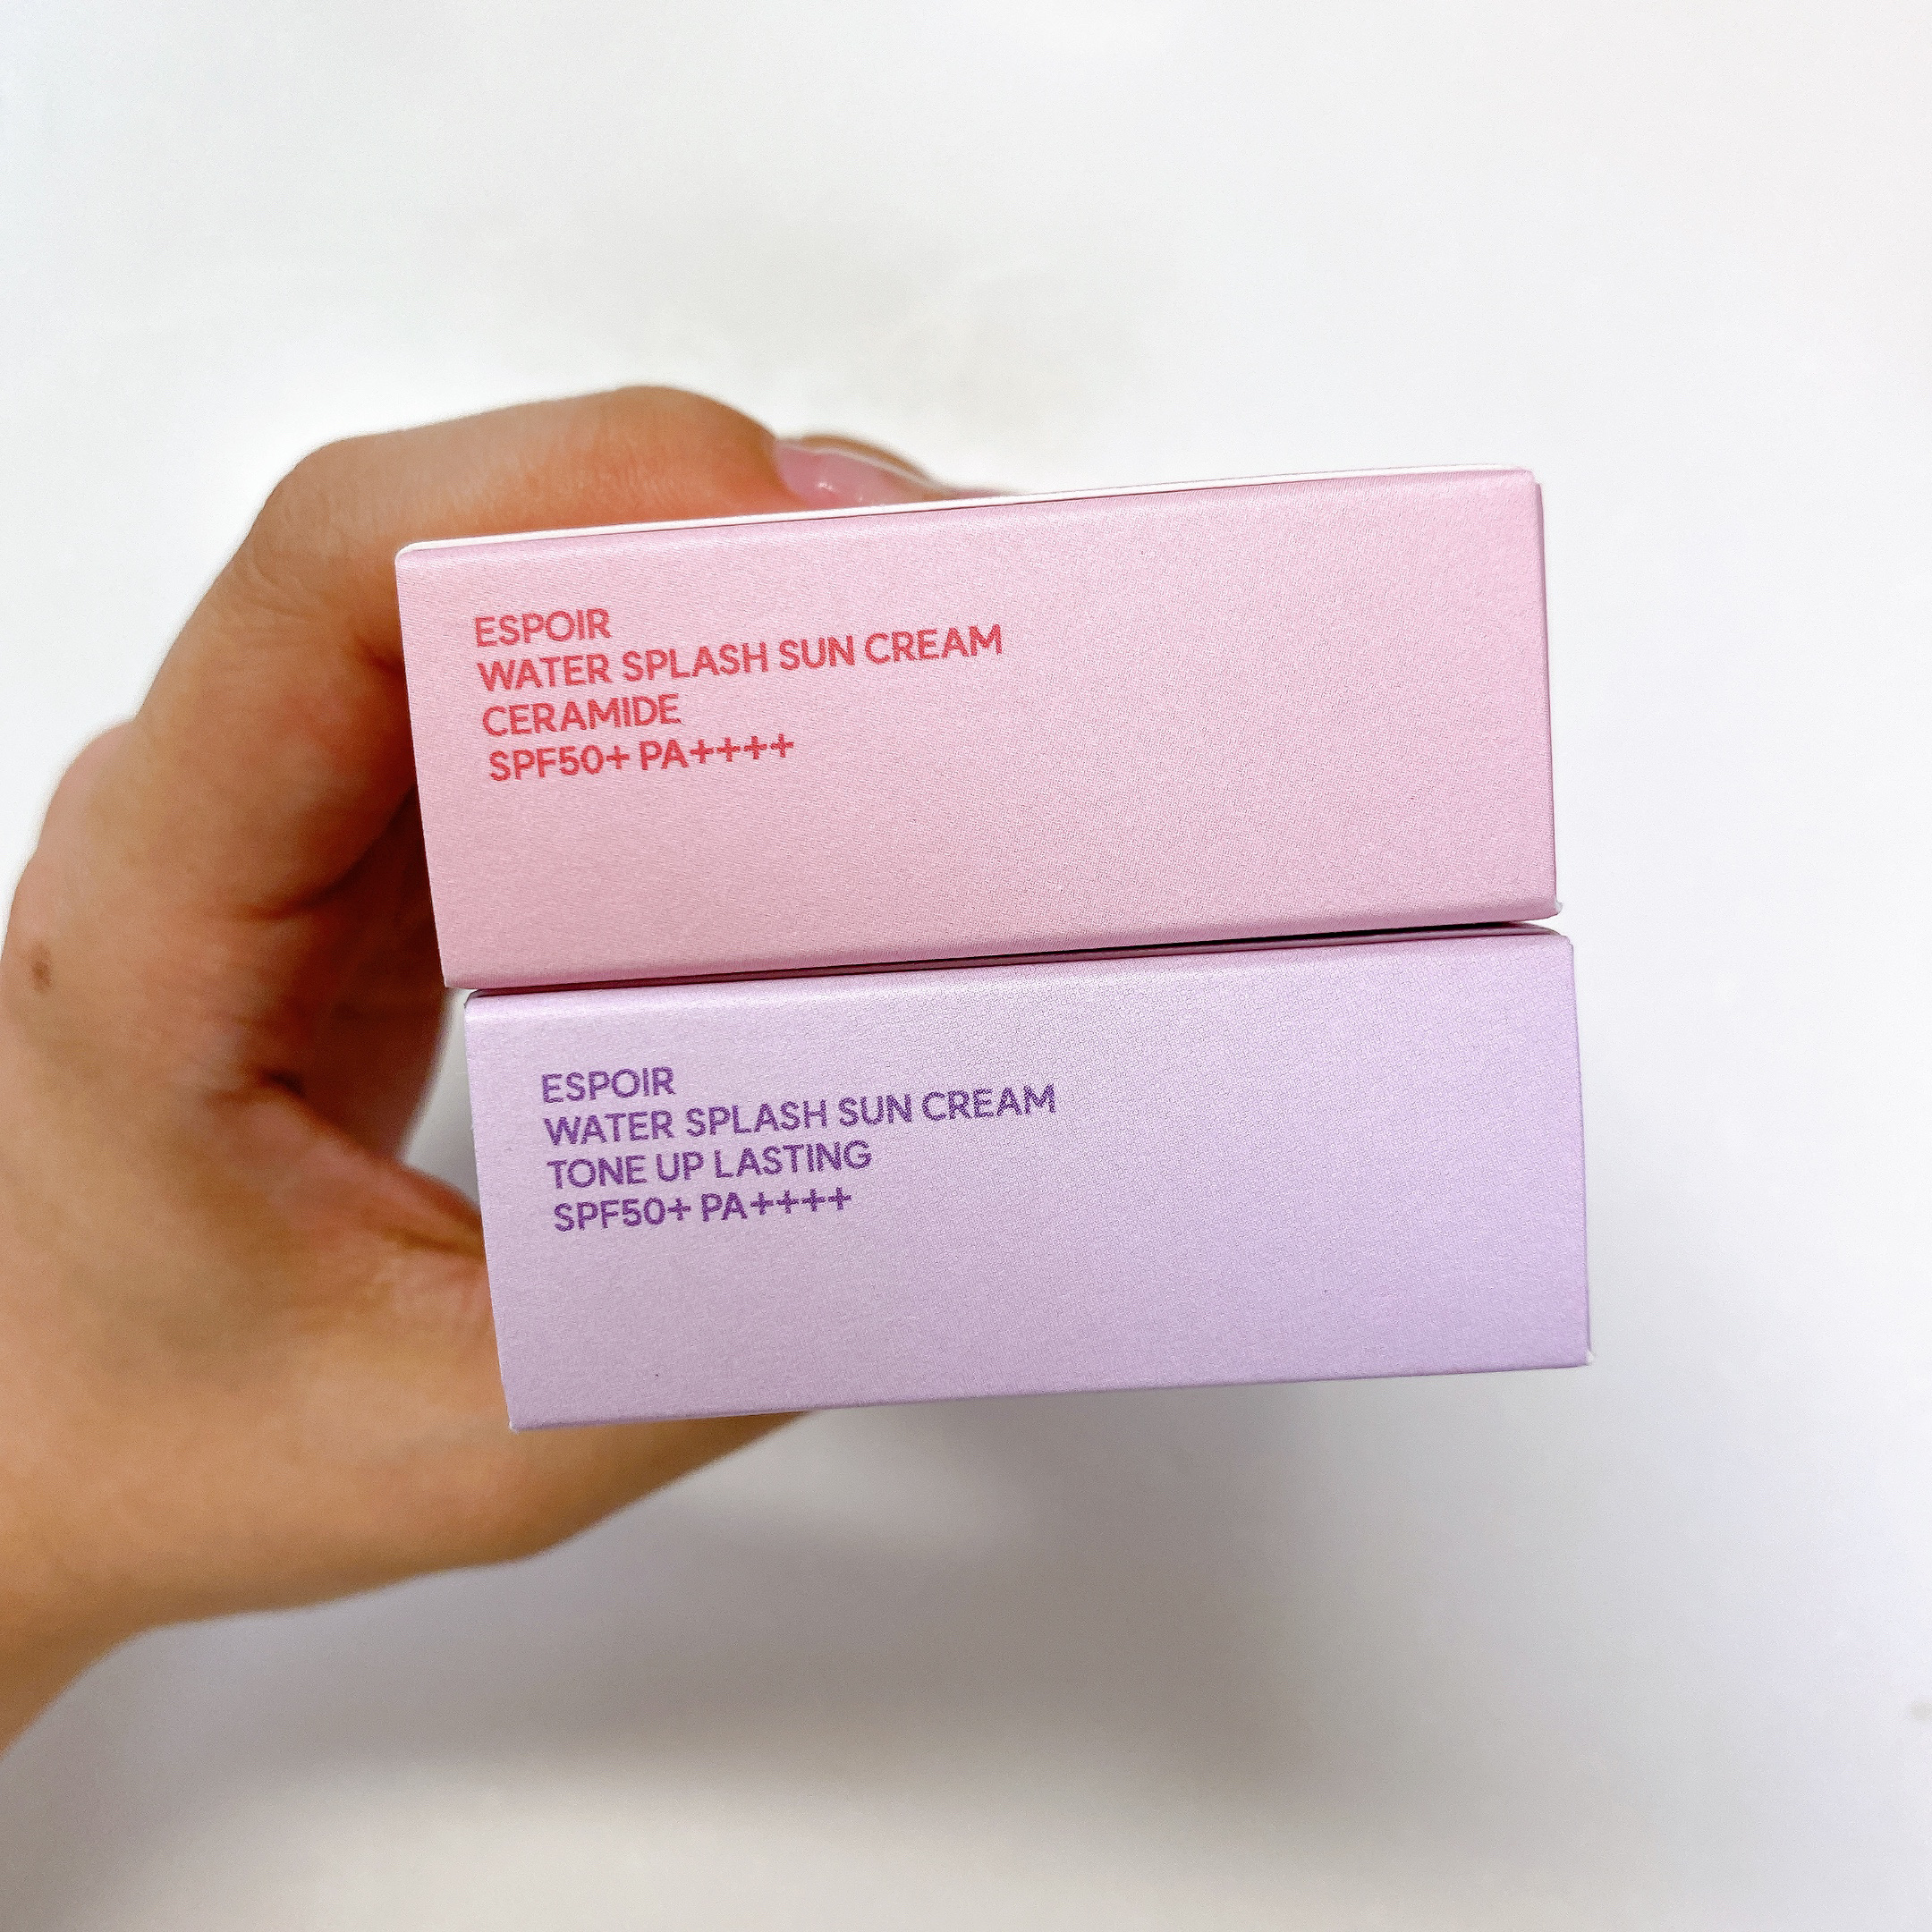 ESPOIR
WATER SPLASH SUN CREAM
CERAMIDE
SPF50+ PA++++
ESPOIR
WATER SPLASH SUN CREAM
TONE UP LASTING
SPF50+ PA++++